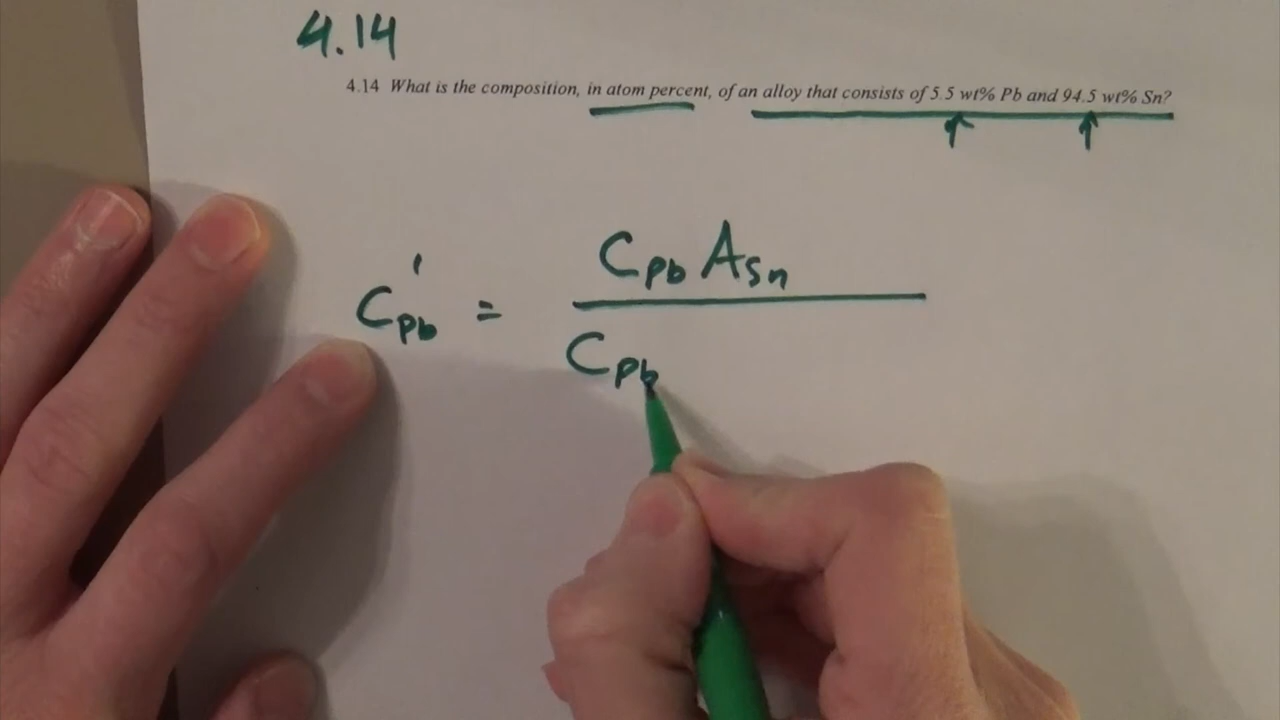 4.14
4.14 What is the composition, in atom percent, of an alloy that consists of 5.5 wt% Pb and 94.5 wt% Sn?
C'Pb = CPb ASn
CPb